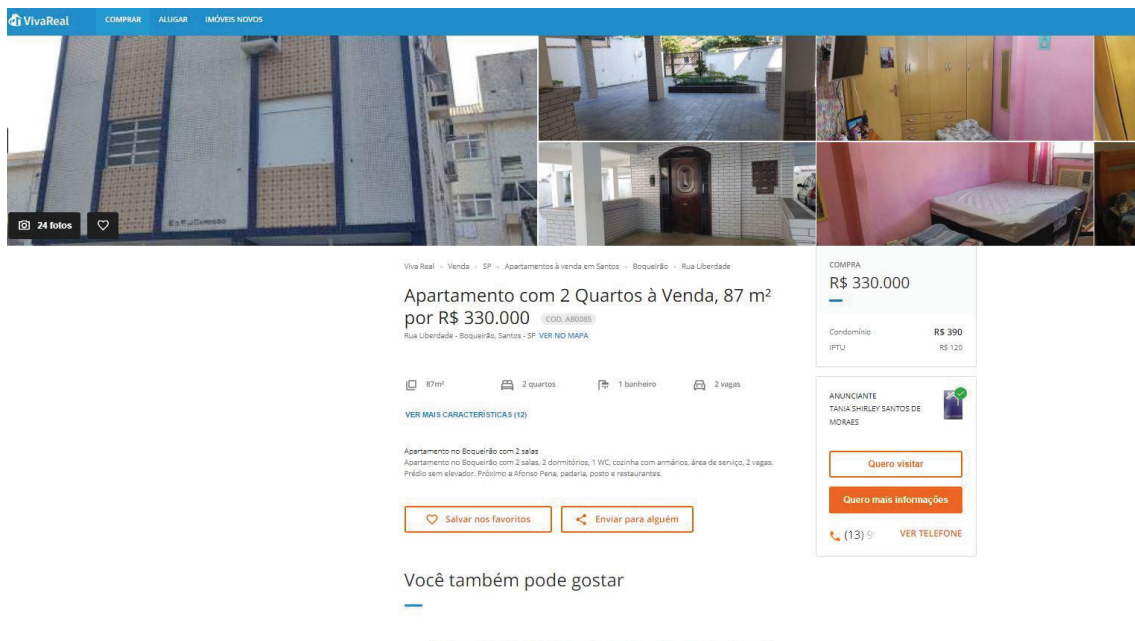 VivaReal COMPRAR ALUGAR IMÓVEIS NOVOS
24 fotos
Viva Real - Venda - SP - Apartamentos à venda em Santos - Boqueirão - Rua Liberdade
Apartamento com 2 Quartos à Venda, 87 m²
por R$ 330.000 COD. AB0085
Rua Liberdade - Boqueirão, Santos - SP VER NO MAPA
87m² 2 quartos 1 banheiro 2 vagas
VER MAIS CARACTERÍSTICAS (12)
Apartamento no Boqueirão com 2 salas
Apartamento no Boqueirão com 2 salas, 2 dormitórios, 1 WC, cozinha com armários, área de serviço, 2 vagas.
Prédio sem elevador. Próximo a Afonso Pena, padaria, posto e restaurantes.
Salvar nos favoritos Enviar para alguém
Você também pode gostar
COMPRA
R$ 330.000
Condomínio R$ 390
IPTU R$ 120
ANUNCIANTE
TANIA SHIRLEY SANTOS DE
MORAES
Quero visitar
Quero mais informações
(13) 9 VER TELEFONE